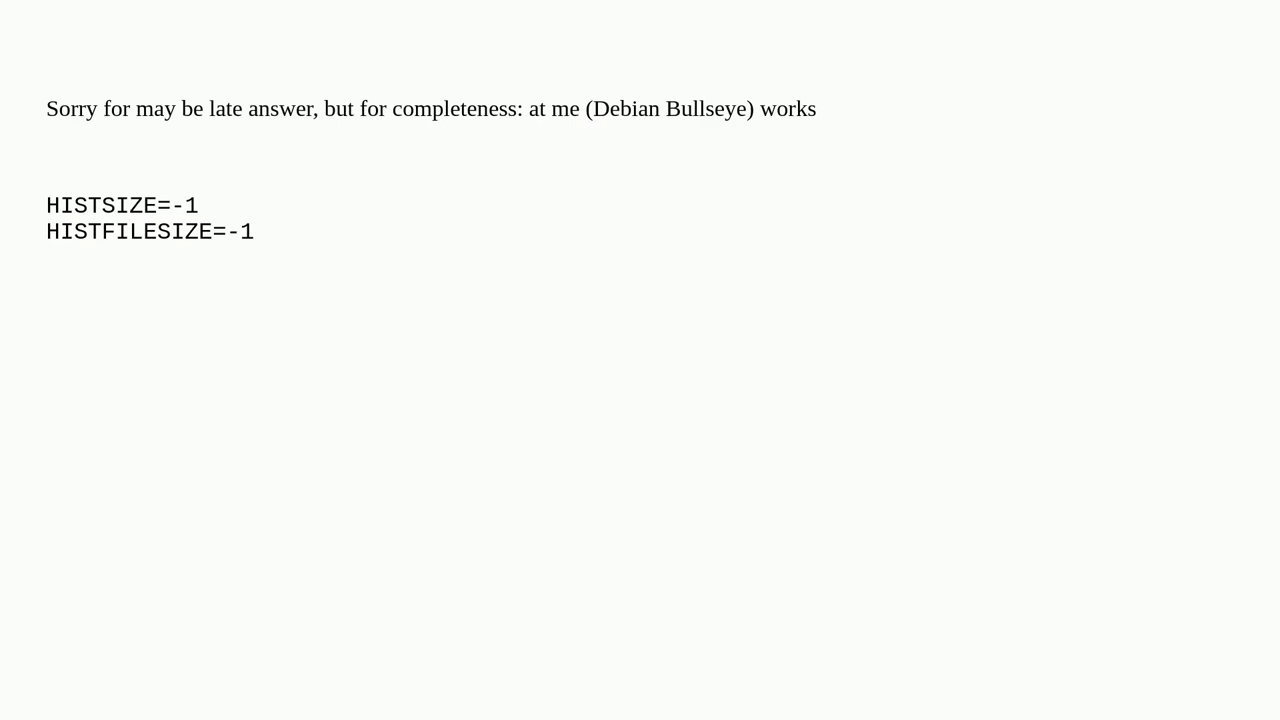 Sorry for may be late answer, but for completeness: at me (Debian Bullseye) works
HISTSIZE=-1
HISTFILESIZE=-1